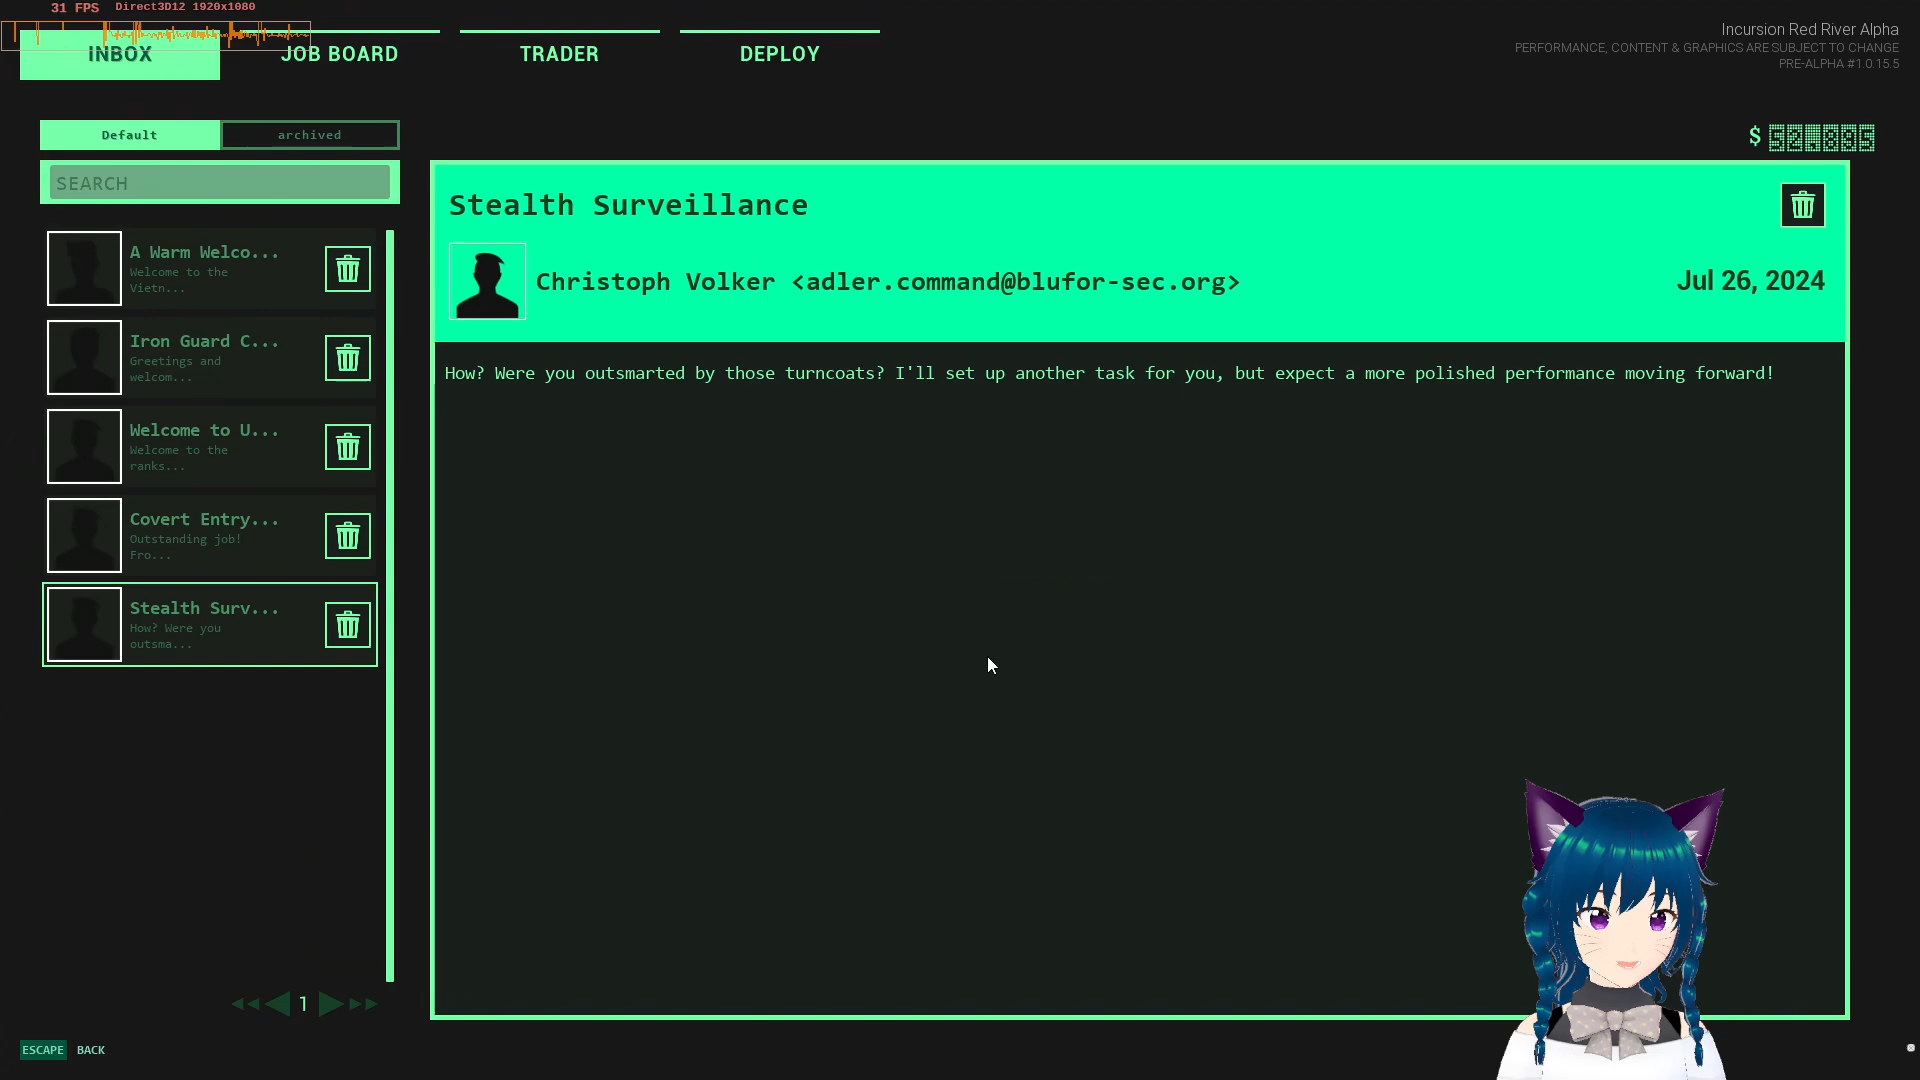 31 FPS Direct3D12 1920x1080
INBOX
JOB BOARD
TRADER
DEPLOY
Incursion Red River Alpha
PERFORMANCE, CONTENT & GRAPHICS ARE SUBJECT TO CHANGE
PRE-ALPHA #1.0.15.5
Default
archived
$ 52.885
SEARCH
A Warm Welco...
Welcome to the
Vietn...
Iron Guard C...
Greetings and
welcom...
Welcome to U...
Welcome to the
ranks...
Covert Entry...
Outstanding job!
Fro...
Stealth Surv...
How? Were you
outsma...
1
Stealth Surveillance
Christoph Volker <adler.command@blufor-sec.org>
Jul 26, 2024
How? Were you outsmarted by those turncoats? I'll set up another task for you, but expect a more polished performance moving forward!
ESCAPE BACK